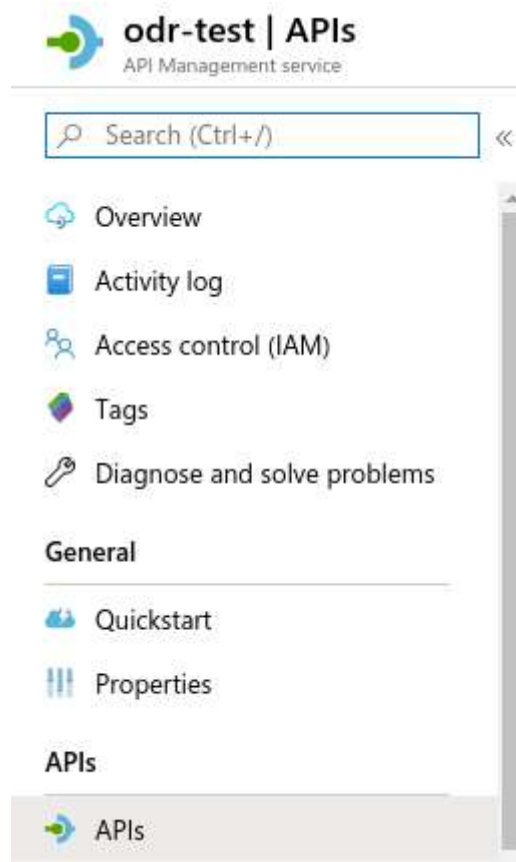 odr-test | APIs
API Management service
Search (Ctrl+/)
«
Overview
Activity log
Access control (IAM)
Tags
Diagnose and solve problems
General
Quickstart
Properties
APIs
APIs